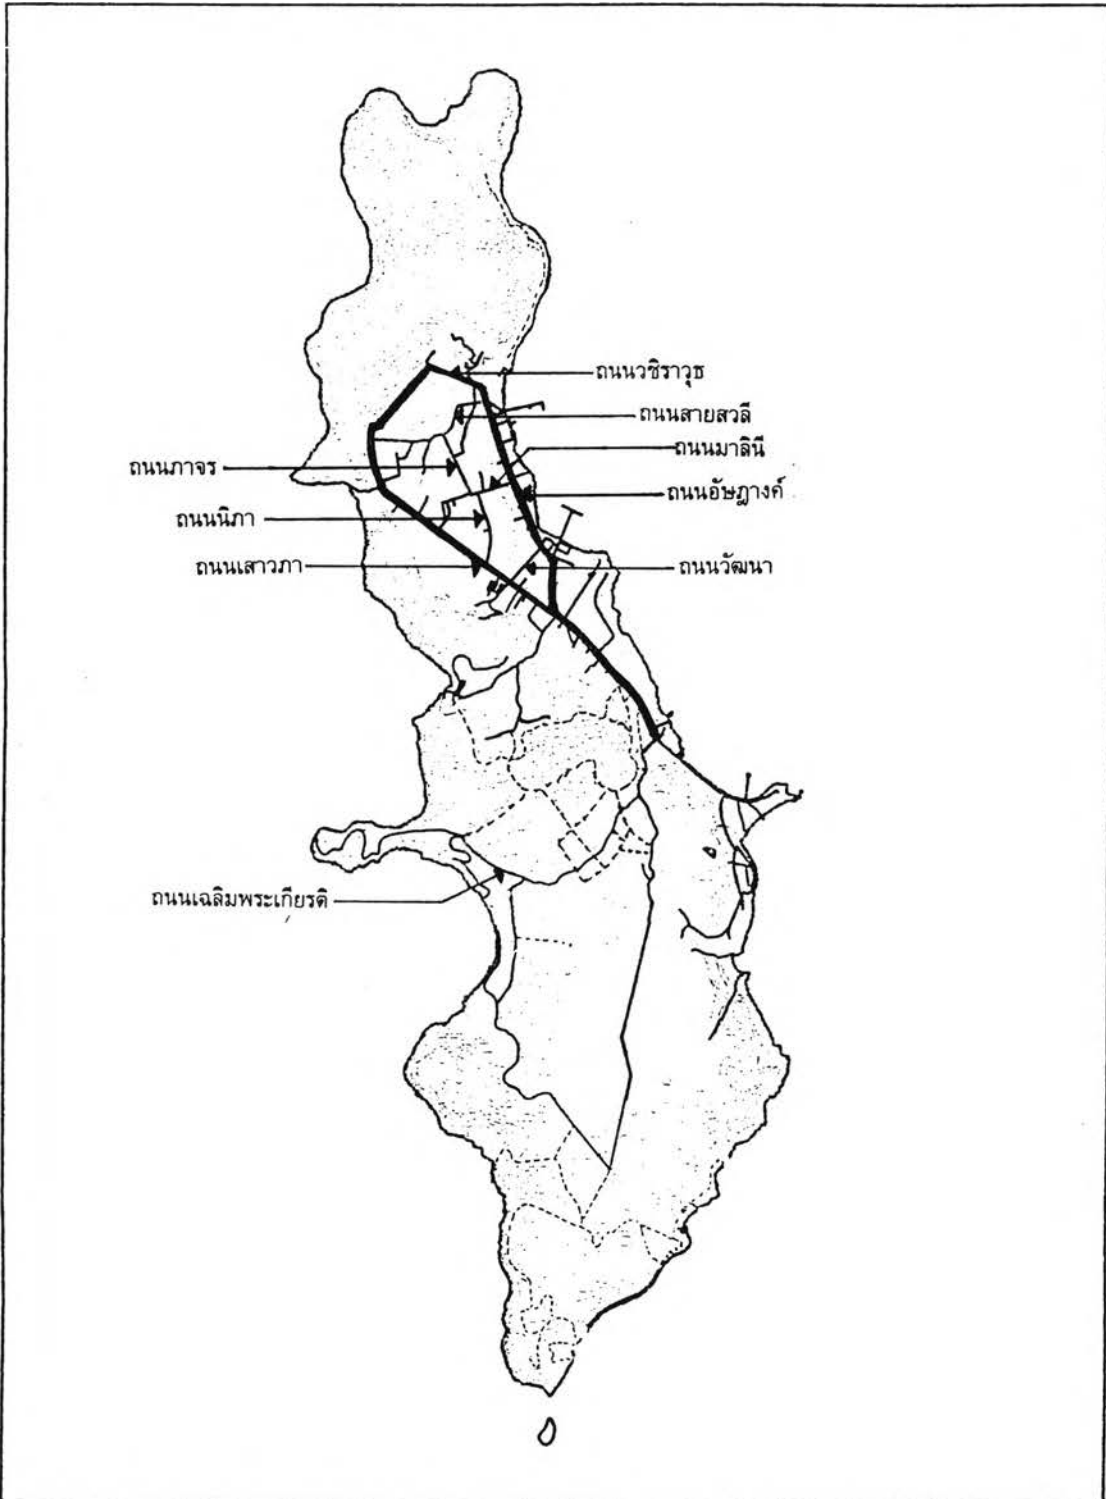 ถนนวชิราวุธ
ถนนสายสวลี
ถนนมาลินี
ถนนภาจร
ถนนอัษฎางค์
ถนนนิภา
ถนนเสาวภา
ถนนวัฒนา
ถนนเฉลิมพระเกียรติ